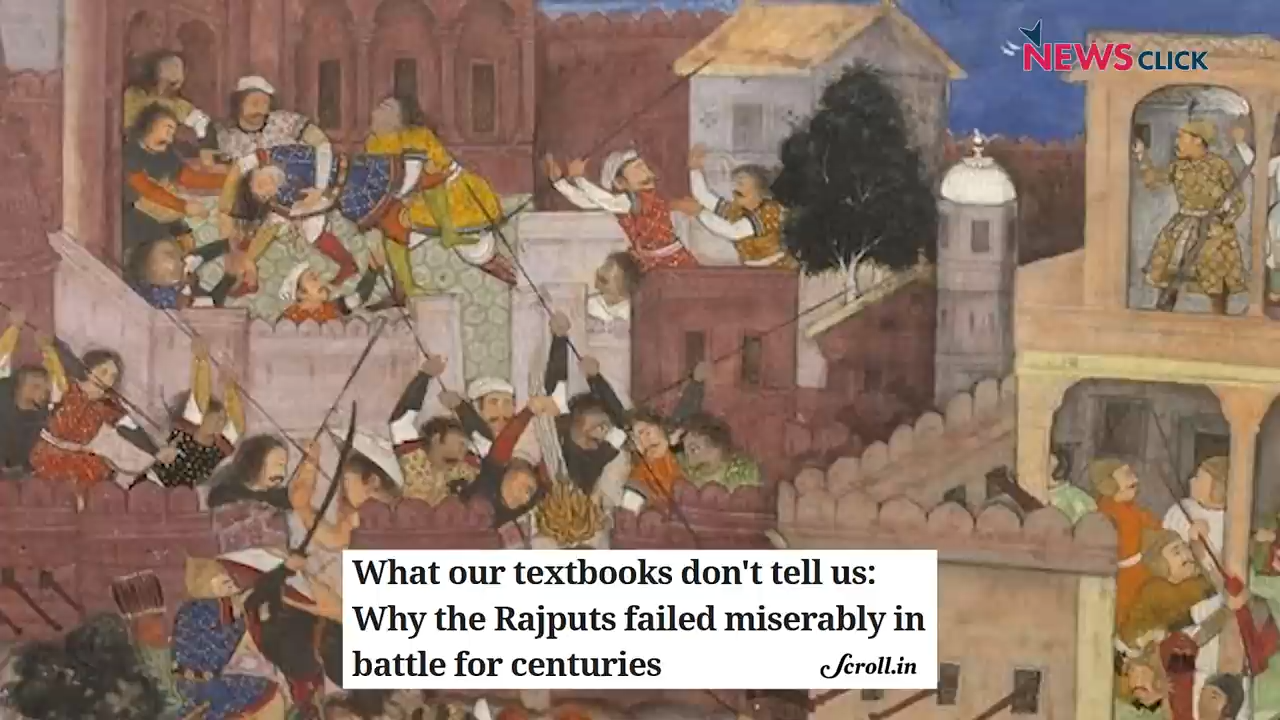 NEWSCLICK
What our textbooks don't tell us:
Why the Rajputs failed miserably in
battle for centuries
Scroll.in